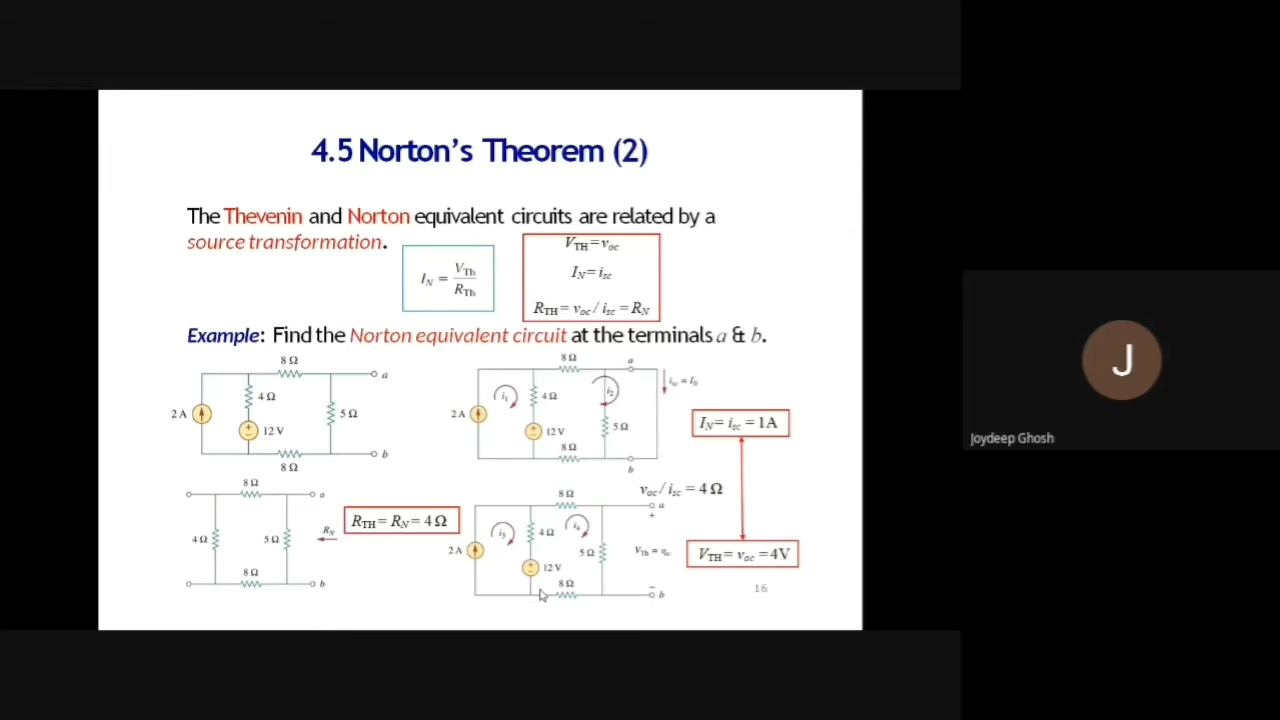 4.5 Norton's Theorem (2)
The Thevenin and Norton equivalent circuits are related by a
source transformation.
I_N = V_Th / R_Th
V_TH = v_oc
I_N = i_sc
R_TH = v_oc / i_sc = R_N
Example: Find the Norton equivalent circuit at the terminals a & b.
8 Ω
a
4 Ω
2 A
5 Ω
12 V
b
8 Ω
8 Ω
a
i_sc = I_N
i_1
4 Ω
i_2
2 A
5 Ω
12 V
8 Ω
b
I_N = i_sc = 1A
8 Ω
a
4 Ω
5 Ω
R_N
8 Ω
b
R_TH = R_N = 4 Ω
v_oc / i_sc = 4 Ω
8 Ω
a
+
i_3
4 Ω
i_4
2 A
5 Ω
V_Th = v_oc
12 V
8 Ω
−
b
V_TH = v_oc = 4V
16
J
Joydeep Ghosh